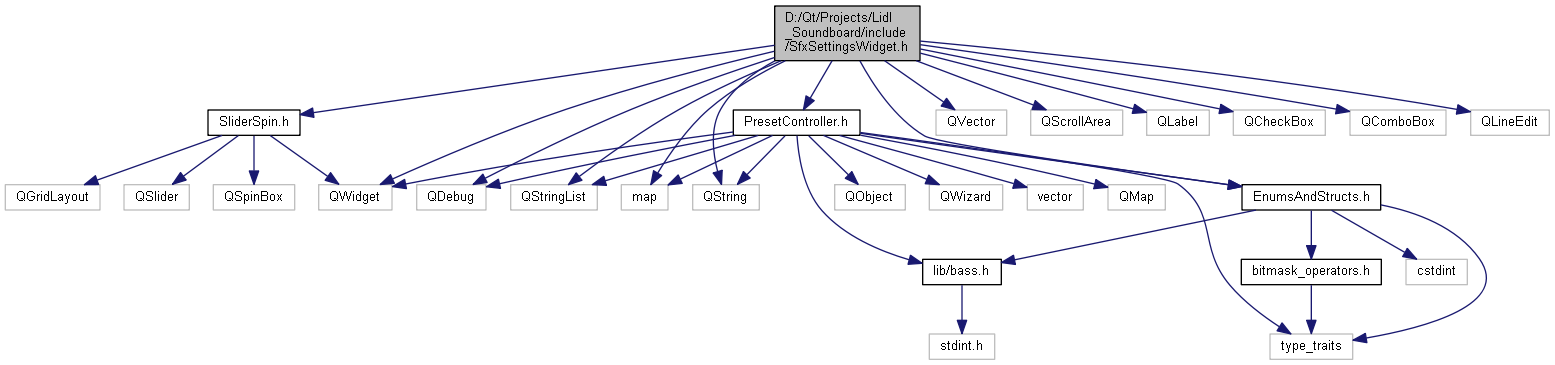 D:/Qt/Projects/Lidl
_Soundboard/include
/SfxSettingsWidget.h
SliderSpin.h
PresetController.h
QVector
QScrollArea
QLabel
QCheckBox
QComboBox
QLineEdit
QGridLayout
QSlider
QSpinBox
QWidget
QDebug
QStringList
map
QString
QObject
QWizard
vector
QMap
EnumsAndStructs.h
lib/bass.h
bitmask_operators.h
cstdint
stdint.h
type_traits